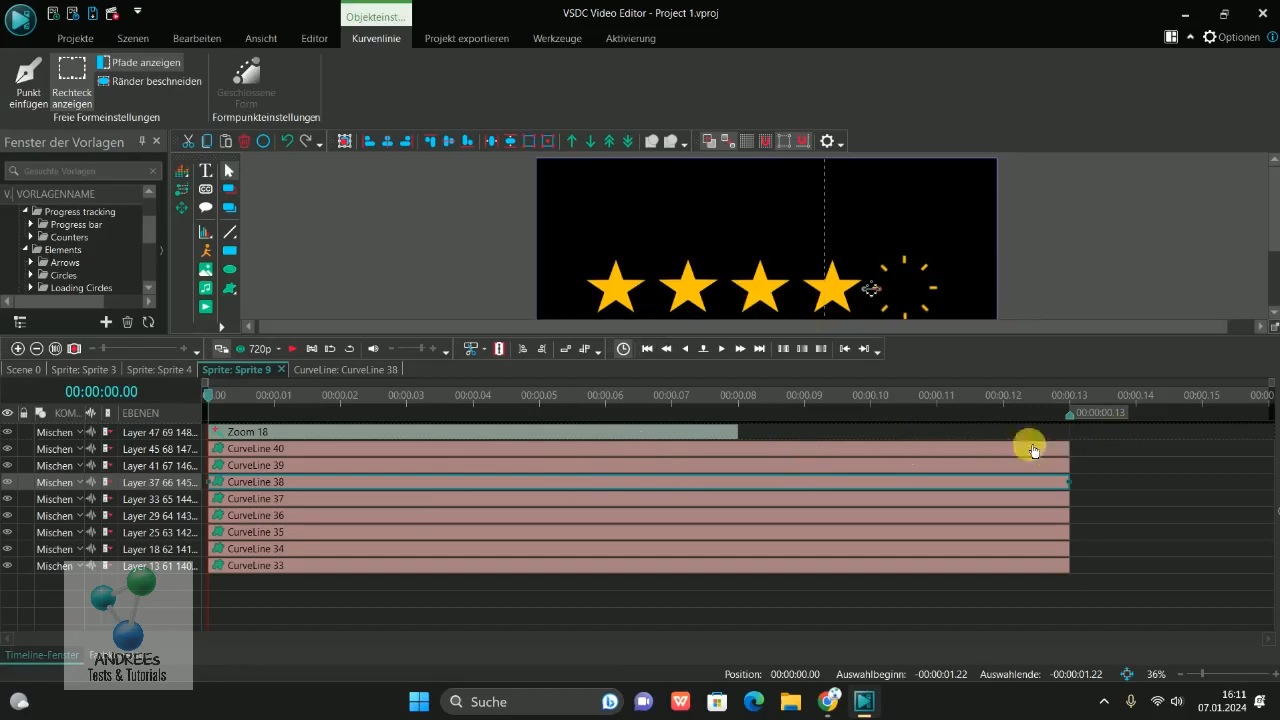 VSDC Video Editor - Project 1.vproj
Objekteinst...
Projekte Szenen Bearbeiten Ansicht Editor Kurvenlinie Projekt exportieren Werkzeuge Aktivierung
Optionen
Punkt einfügen
Rechteck anzeigen
Pfade anzeigen
Ränder beschneiden
Geschlossene Form
Freie Formeinstellungen
Formpunkteinstellungen
Fenster der Vorlagen
Gesuchte Vorlagen
V. VORLAGENNAME
Progress tracking
Progress bar
Counters
Elements
Arrows
Circles
Loading Circles
720p
Scene 0 Sprite: Sprite 3 Sprite: Sprite 4 Sprite: Sprite 9 CurveLine: CurveLine 38
00:00:00.00
.00 00:00.01 00:00.02 00:00.03 00:00.04 00:00.05 00:00.06 00:00.07 00:00.08 00:00.09 00:00.10 00:00.11 00:00.12 00:00.13 00:00.14 00:00.15 00:00
KOM... EBENEN
00:00:00.13
Mischen Layer 47 69 148... Zoom 18
Mischen Layer 45 68 147... CurveLine 40
Mischen Layer 41 67 146... CurveLine 39
Mischen Layer 37 66 145... CurveLine 38
Mischen Layer 33 65 144... CurveLine 37
Mischen Layer 29 64 143... CurveLine 36
Mischen Layer 25 63 142... CurveLine 35
Mischen Layer 18 62 141... CurveLine 34
Mischen Layer 13 61 140... CurveLine 33
Timeline-Fenster
ANDREEs
Tests & Tutorials
Position: 00:00:00.00 Auswahlbeginn: -00:00:01.22 Auswahlende: -00:00:01.22 36%
Suche
16:11
07.01.2024